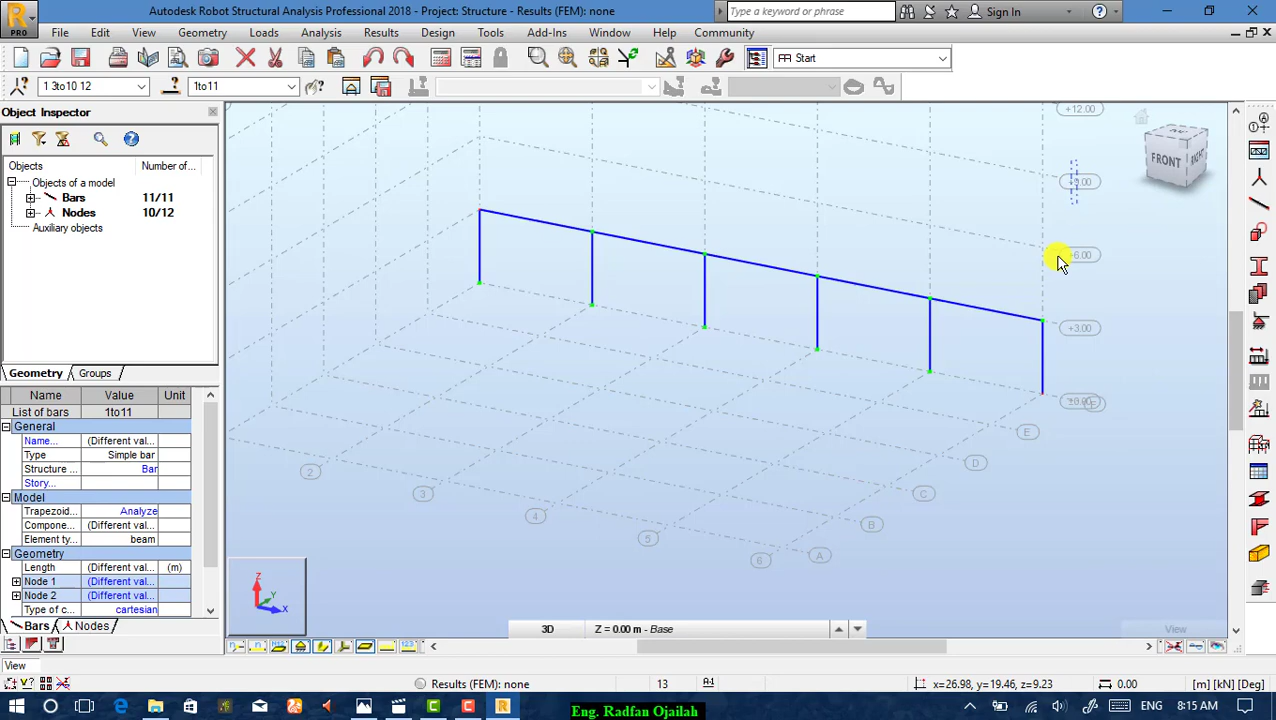 Autodesk Robot Structural Analysis Professional 2018 - Project: Structure - Results (FEM): none
Type a keyword or phrase
Sign In
PRO
File Edit View Geometry Loads Analysis Results Design Tools Add-Ins Window Help Community
Start
1 3to10 12
1to11
Object Inspector
Objects Number of...
Objects of a model
Bars 11/11
Nodes 10/12
Auxiliary objects
Geometry Groups
Name Value Unit
List of bars 1to11
General
Name... (Different val...
Type Simple bar
Structure ... Bar
Story...
Model
Trapezoid... Analyze
Compone... (Different val...
Element ty... beam
Geometry
Length (Different val... (m)
Node 1 (Different val...
Node 2 (Different val...
Type of c... cartesian
Bars Nodes
+12.00
+9.00
+6.00
+3.00
E
D
C
B
A
2
3
4
5
6
FRONT
RIGHT
Z
Y
X
3D Z = 0.00 m - Base
View
View
Results (FEM): none
13
x=26.98, y=19.46, z=9.23
0.00
[m] [kN] [Deg]
Eng. Radfan Ojailah
8:15 AM